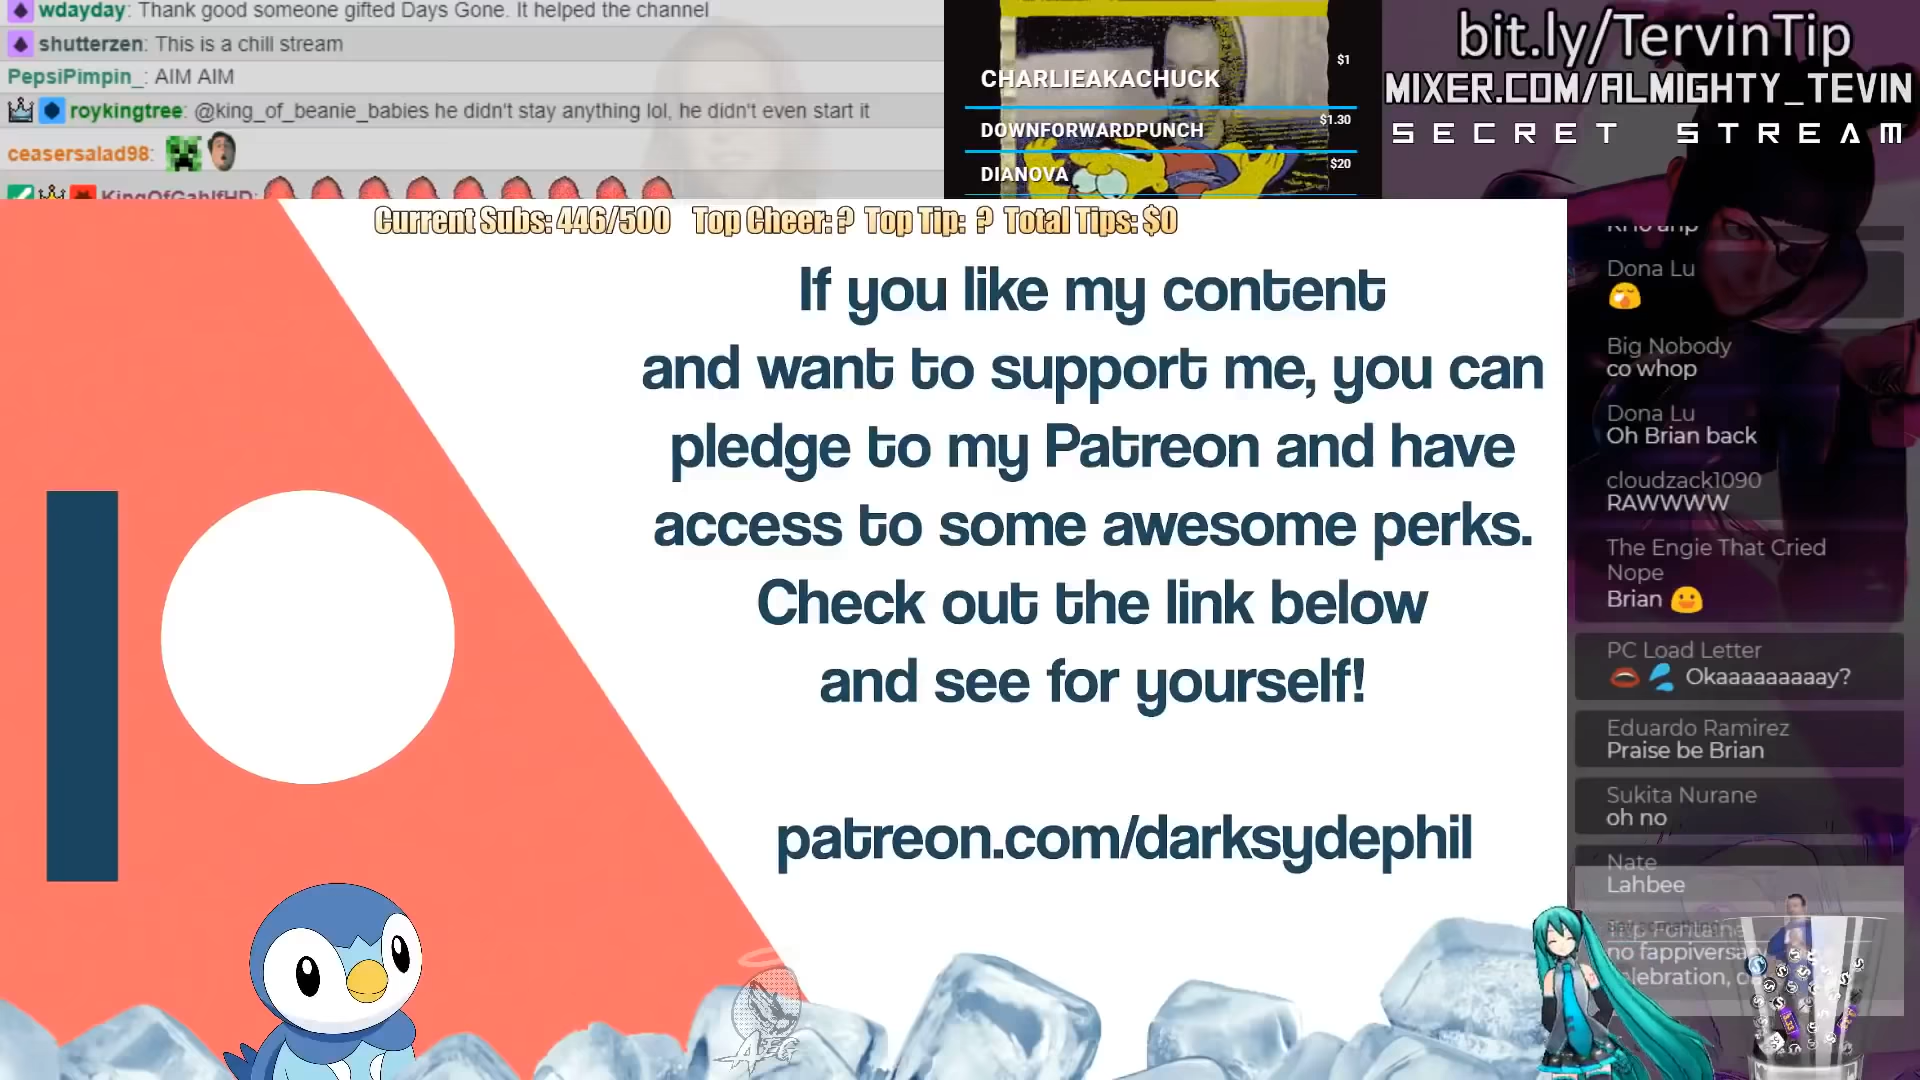 wdayday: Thank good someone gifted Days Gone. It helped the channel
shutterzen: This is a chill stream
PepsiPimpin_: AIM AIM
roykingtree: @king_of_beanie_babies he didn't stay anything lol, he didn't even start it
ceasersalad98:
KingOfGahlfHD:
$1
CHARLIEAKACHUCK
$1.30
DOWNFORWARDPUNCH
$20
DIANOVA
bit.ly/TervinTip
MIXER.COM/ALMIGHTY_TEVIN
SECRET STREAM
Current Subs: 446/500 Top Cheer: ? Top Tip: ? Total Tips: $0
If you like my content
and want to support me, you can
pledge to my Patreon and have
access to some awesome perks.
Check out the link below
and see for yourself!
patreon.com/darksydephil
Dona Lu
Big Nobody
co whop
Dona Lu
Oh Brian back
cloudzack1090
RAWWWW
The Engie That Cried
Nope
Brian
PC Load Letter
Okaaaaaaaaay?
Eduardo Ramirez
Praise be Brian
Sukita Nurane
oh no
Nate
Lahbee
no
AFG